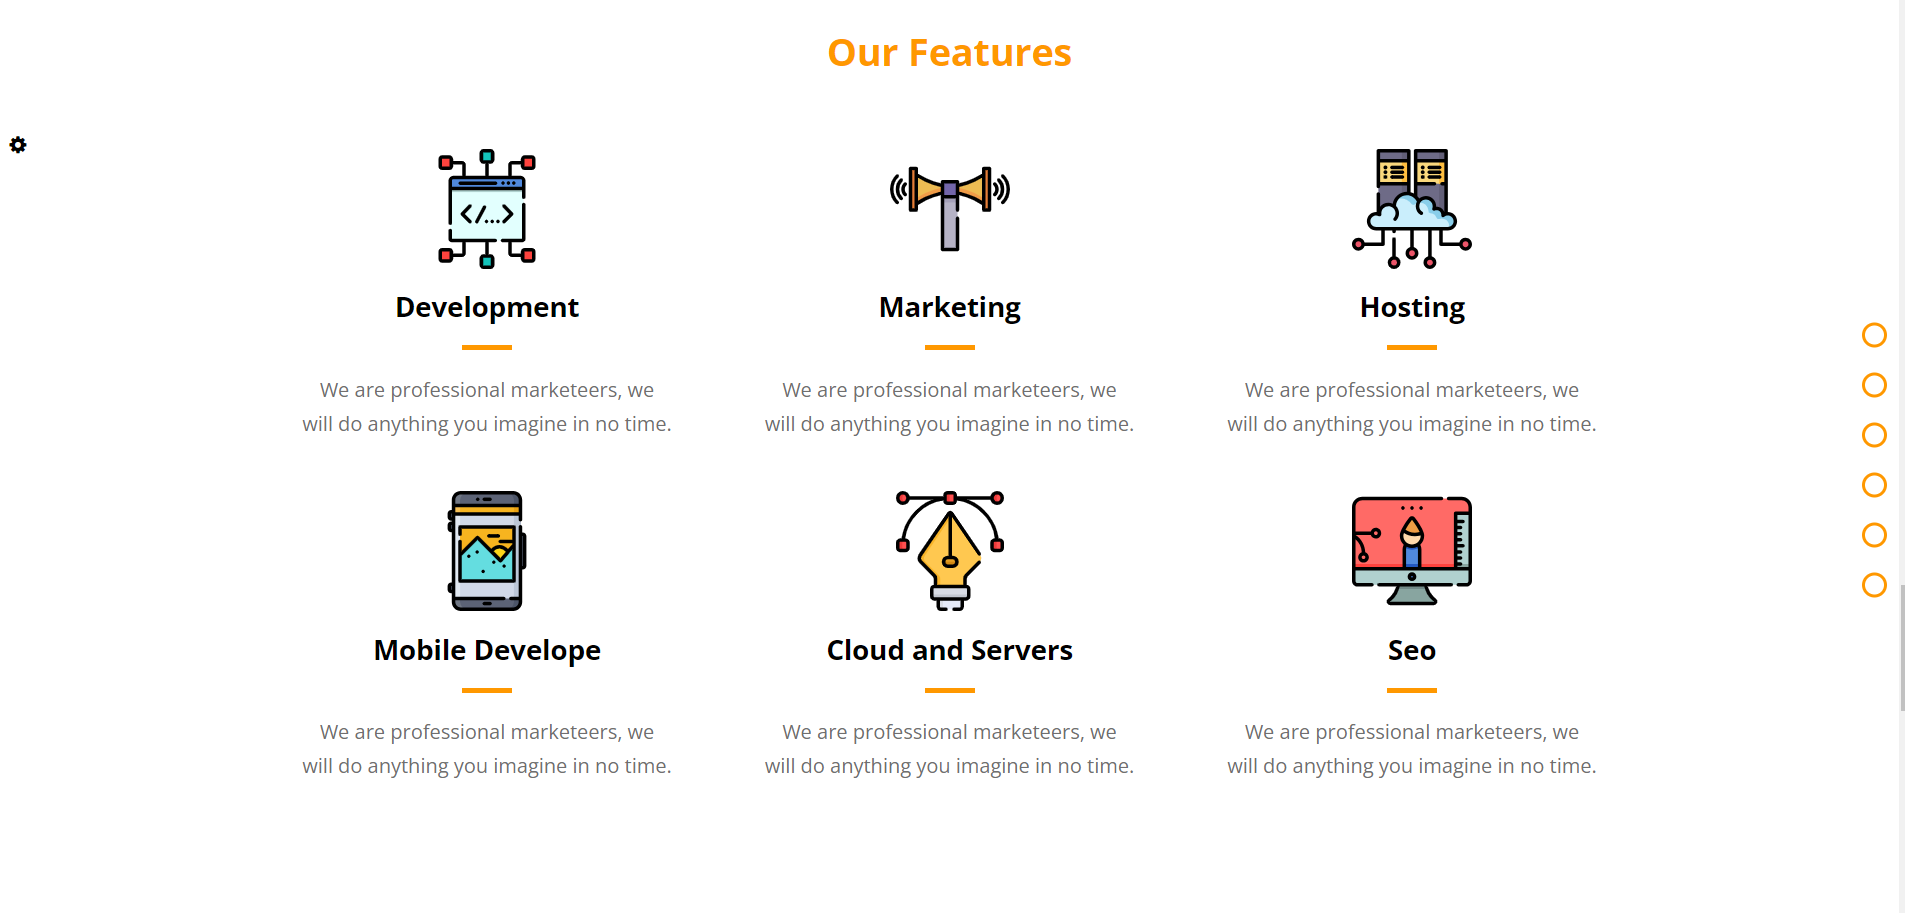 Our Features
Development
Marketing
Hosting
We are professional marketeers, we
will do anything you imagine in no time.
We are professional marketeers, we
will do anything you imagine in no time.
We are professional marketeers, we
will do anything you imagine in no time.
Mobile Develope
Cloud and Servers
Seo
We are professional marketeers, we
will do anything you imagine in no time.
We are professional marketeers, we
will do anything you imagine in no time.
We are professional marketeers, we
will do anything you imagine in no time.